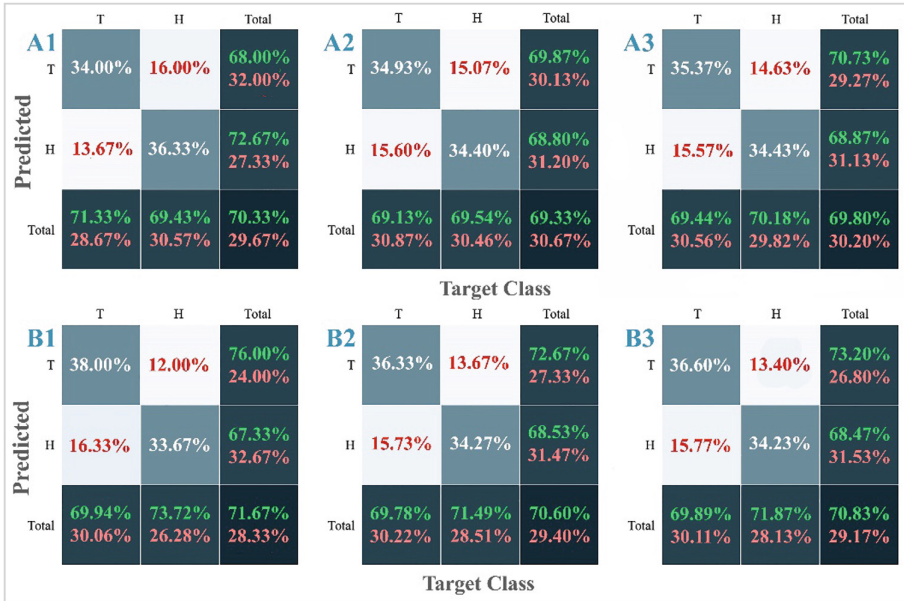 T H Total
A1
T 34.00% 16.00% 68.00%
32.00%
H 13.67% 36.33% 72.67%
27.33%
Total 71.33% 69.43% 70.33%
28.67% 30.57% 29.67%
T H Total
A2
T 34.93% 15.07% 69.87%
30.13%
H 15.60% 34.40% 68.80%
31.20%
Total 69.13% 69.54% 69.33%
30.87% 30.46% 30.67%
T H Total
A3
T 35.37% 14.63% 70.73%
29.27%
H 15.57% 34.43% 68.87%
31.13%
Total 69.44% 70.18% 69.80%
30.56% 29.82% 30.20%
Predicted
Target Class
T H Total
B1
T 38.00% 12.00% 76.00%
24.00%
H 16.33% 33.67% 67.33%
32.67%
Total 69.94% 73.72% 71.67%
30.06% 26.28% 28.33%
T H Total
B2
T 36.33% 13.67% 72.67%
27.33%
H 15.73% 34.27% 68.53%
31.47%
Total 69.78% 71.49% 70.60%
30.22% 28.51% 29.40%
T H Total
B3
T 36.60% 13.40% 73.20%
26.80%
H 15.77% 34.23% 68.47%
31.53%
Total 69.89% 71.87% 70.83%
30.11% 28.13% 29.17%
Predicted
Target Class